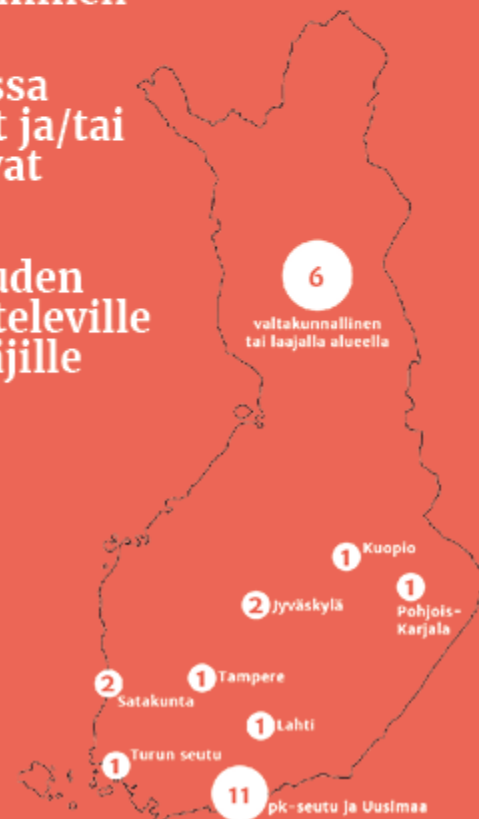 ssa
t ja/tai
vat
uden
televille
jille
6
valtakunnallinen
tai laajalla alueella
1 Kuopio
1
Pohjois-
Karjala
2 Jyväskylä
1 Tampere
2
Satakunta
1 Lahti
1 Turun seutu
11 pk-seutu ja Uusimaa